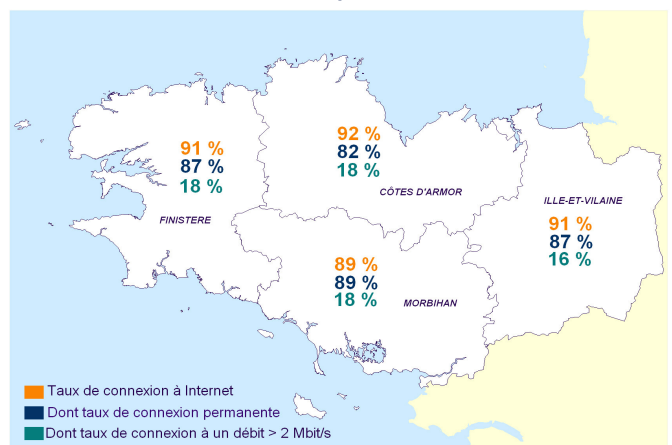 91 %
87 %
18 %
FINISTERE
92 %
82 %
18 %
CÔTES D'ARMOR
ILLE-ET-VILAINE
91 %
87 %
16 %
89 %
89 %
18 %
MORBIHAN
Taux de connexion à Internet
Dont taux de connexion permanente
Dont taux de connexion à un débit > 2 Mbit/s